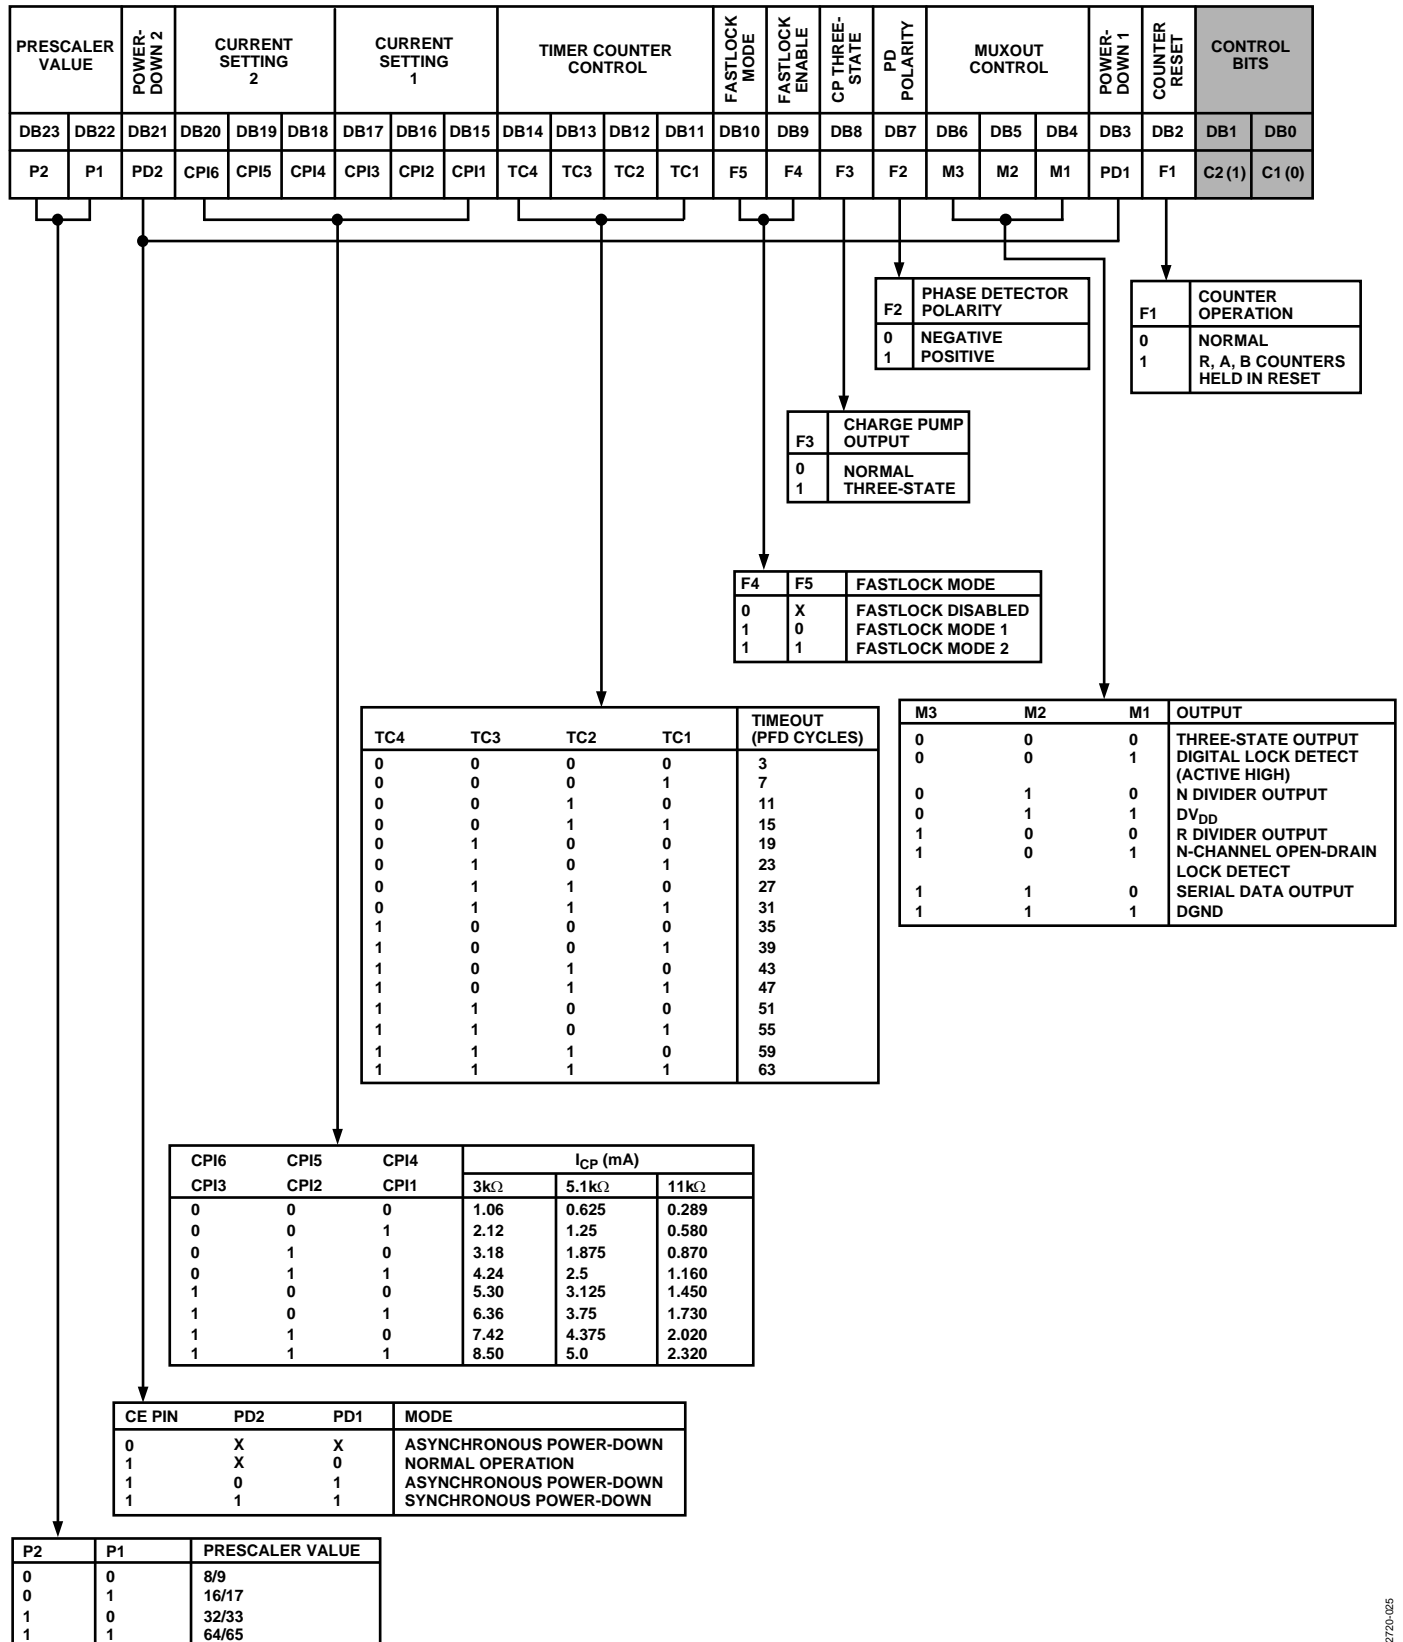 PRESCALER VALUE POWER-DOWN 2 CURRENT SETTING 2 CURRENT SETTING 1 TIMER COUNTER CONTROL FASTLOCK MODE FASTLOCK ENABLE CP THREE-STATE PD POLARITY MUXOUT CONTROL POWER-DOWN 1 COUNTER RESET CONTROL BITS
DB23 DB22 DB21 DB20 DB19 DB18 DB17 DB16 DB15 DB14 DB13 DB12 DB11 DB10 DB9 DB8 DB7 DB6 DB5 DB4 DB3 DB2 DB1 DB0
P2 P1 PD2 CPI6 CPI5 CPI4 CPI3 CPI2 CPI1 TC4 TC3 TC2 TC1 F5 F4 F3 F2 M3 M2 M1 PD1 F1 C2 (1) C1 (0)
F2 PHASE DETECTOR POLARITY
0 NEGATIVE
1 POSITIVE
F1 COUNTER OPERATION
0 NORMAL
1 R, A, B COUNTERS
HELD IN RESET
F3 CHARGE PUMP OUTPUT
0 NORMAL
1 THREE-STATE
F4 F5 FASTLOCK MODE
0 X FASTLOCK DISABLED
1 0 FASTLOCK MODE 1
1 1 FASTLOCK MODE 2
TC4 TC3 TC2 TC1 TIMEOUT (PFD CYCLES)
0 0 0 0 3
0 0 0 1 7
0 0 1 0 11
0 0 1 1 15
0 1 0 0 19
0 1 0 1 23
0 1 1 0 27
0 1 1 1 31
1 0 0 0 35
1 0 0 1 39
1 0 1 0 43
1 0 1 1 47
1 1 0 0 51
1 1 0 1 55
1 1 1 0 59
1 1 1 1 63
M3 M2 M1 OUTPUT
0 0 0 THREE-STATE OUTPUT
0 0 1 DIGITAL LOCK DETECT
(ACTIVE HIGH)
0 1 0 N DIVIDER OUTPUT
0 1 1 DVDD
1 0 0 R DIVIDER OUTPUT
1 0 1 N-CHANNEL OPEN-DRAIN
LOCK DETECT
1 1 0 SERIAL DATA OUTPUT
1 1 1 DGND
CPI6 CPI5 CPI4 ICP (mA)
CPI3 CPI2 CPI1 3kΩ 5.1kΩ 11kΩ
0 0 0 1.06 0.625 0.289
0 0 1 2.12 1.25 0.580
0 1 0 3.18 1.875 0.870
0 1 1 4.24 2.5 1.160
1 0 0 5.30 3.125 1.450
1 0 1 6.36 3.75 1.730
1 1 0 7.42 4.375 2.020
1 1 1 8.50 5.0 2.320
CE PIN PD2 PD1 MODE
0 X X ASYNCHRONOUS POWER-DOWN
1 X 0 NORMAL OPERATION
1 0 1 ASYNCHRONOUS POWER-DOWN
1 1 1 SYNCHRONOUS POWER-DOWN
P2 P1 PRESCALER VALUE
0 0 8/9
0 1 16/17
1 0 32/33
1 1 64/65
2720-025